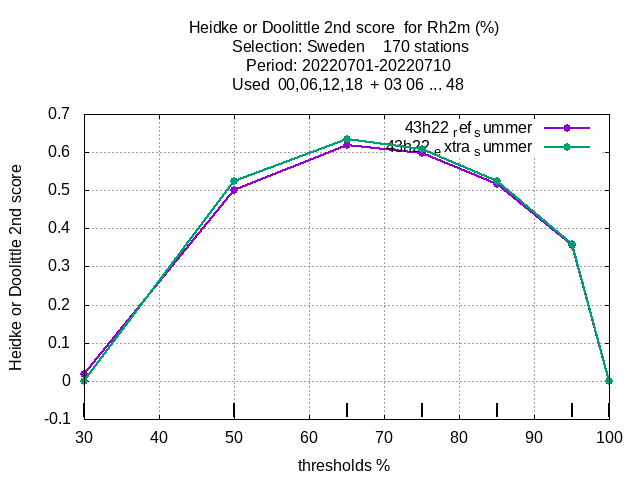 Heidke or Doolittle 2nd score for Rh2m (%)
Selection: Sweden 170 stations
Period: 20220701-20220710
Used 00,06,12,18 + 03 06 ... 48
43h22 ref summer
43h22 extra summer
Heidke or Doolittle 2nd score
0.7
0.6
0.5
0.4
0.3
0.2
0.1
0
-0.1
30 40 50 60 70 80 90 100
thresholds %